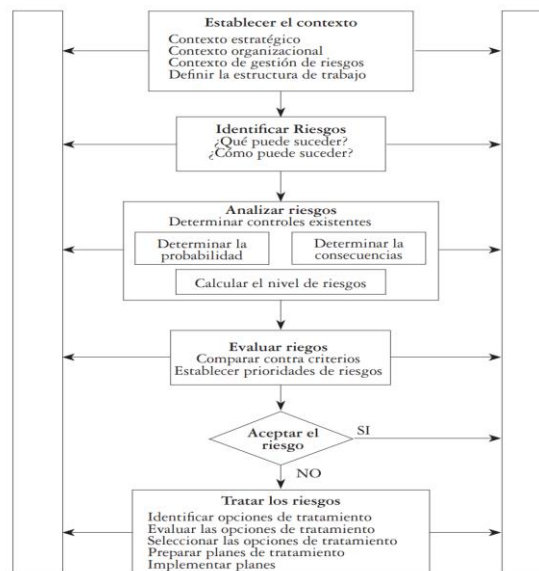 Establecer el contexto
Contexto estratégico
Contexto organizacional
Contexto de gestión de riesgos
Definir la estructura de trabajo
Identificar Riesgos
¿Qué puede suceder?
¿Cómo puede suceder?
Analizar riesgos
Determinar controles existentes
Determinar la
probabilidad
Determinar la
consecuencias
Calcular el nivel de riesgos
Evaluar riegos
Comparar contra criterios
Establecer prioridades de riesgos
Aceptar el
riesgo
SI
NO
Tratar los riesgos
Identificar opciones de tratamiento
Evaluar las opciones de tratamiento
Seleccionar las opciones de tratamiento
Preparar planes de tratamiento
Implementar planes